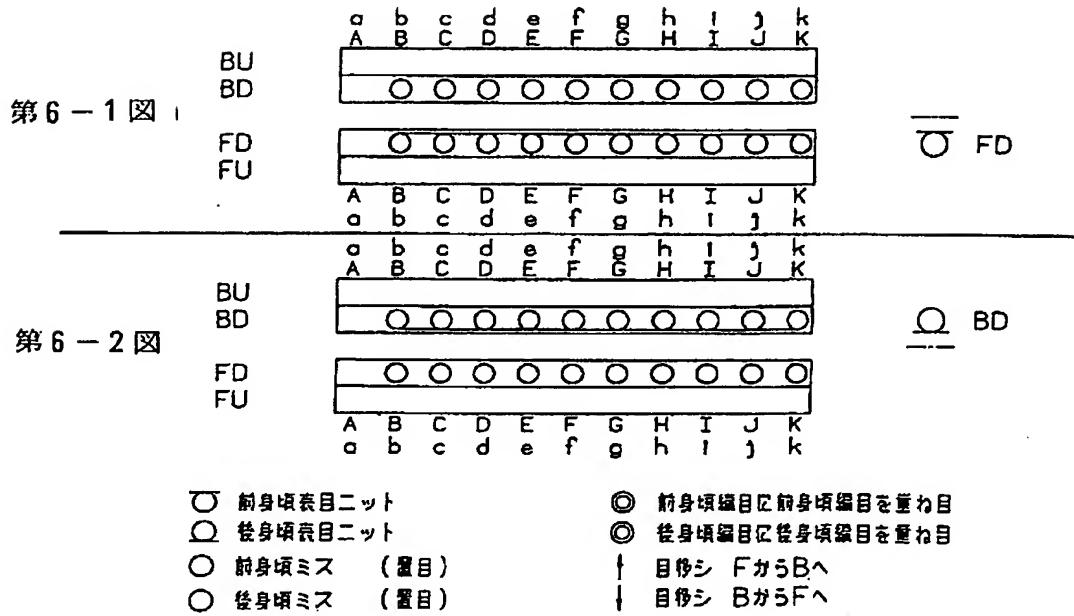 a b c d e f g h i j k
A B C D E F G H I J K
BU
BD
第6-1図
FD
FU
FD
A B C D E F G H I J K
a b c d e f g h i j k
a b c d e f g h i j k
A B C D E F G H I J K
BU
BD
BD
第6-2図
FD
FU
A B C D E F G H I J K
a b c d e f g h i j k
前身頃表目ニット
後身頃表目ニット
前身頃ミス (置目)
後身頃ミス (置目)
前身頃編目に前身頃編目を重ね目
後身頃編目に後身頃編目を重ね目
目移シ FからBへ
目移シ BからFへ